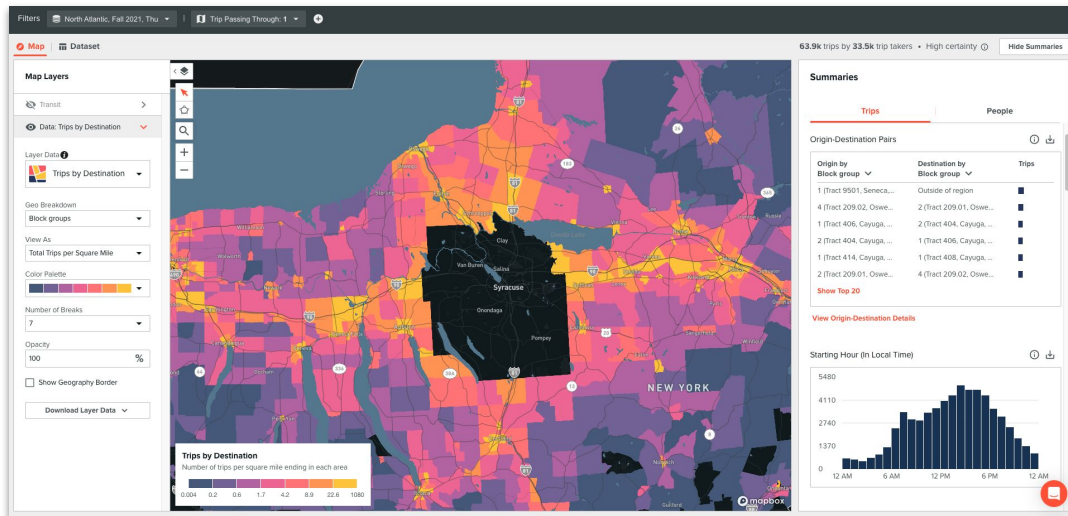 Filters
North Atlantic, Fall 2021, Thu
Trip Passing Through: 1
Map
Dataset
63.9k trips by 33.5k trip takers • High certainty
Hide Summaries
Map Layers
Transit
Data: Trips by Destination
Layer Data
Trips by Destination
Geo Breakdown
Block groups
View As
Total Trips per Square Mile
Color Palette
Number of Breaks
7
Opacity
100 %
Show Geography Border
Download Layer Data
Clay
Van Buren
Salina
Syracuse
Onondaga
Pompey
NEW YORK
Trips by Destination
Number of trips per square mile ending in each area
0.004 0.2 0.6 1.7 4.2 8.9 22.6 1080
mapbox
Summaries
Trips
People
Origin-Destination Pairs
Origin by Block group
Destination by Block group
Trips
1 (Tract 9501, Seneca,... Outside of region
4 (Tract 209.02, Oswe... 2 (Tract 209.01, Oswe...
1 (Tract 406, Cayuga, ... 2 (Tract 404, Cayuga, ...
2 (Tract 404, Cayuga, ... 1 (Tract 406, Cayuga, ...
1 (Tract 414, Cayuga, ... 1 (Tract 408, Cayuga, ...
2 (Tract 209.01, Oswe... 4 (Tract 209.02, Oswe...
Show Top 20
View Origin-Destination Details
Starting Hour (In Local Time)
5480
4110
2740
1370
0
12 AM 6 AM 12 PM 6 PM 12 AM